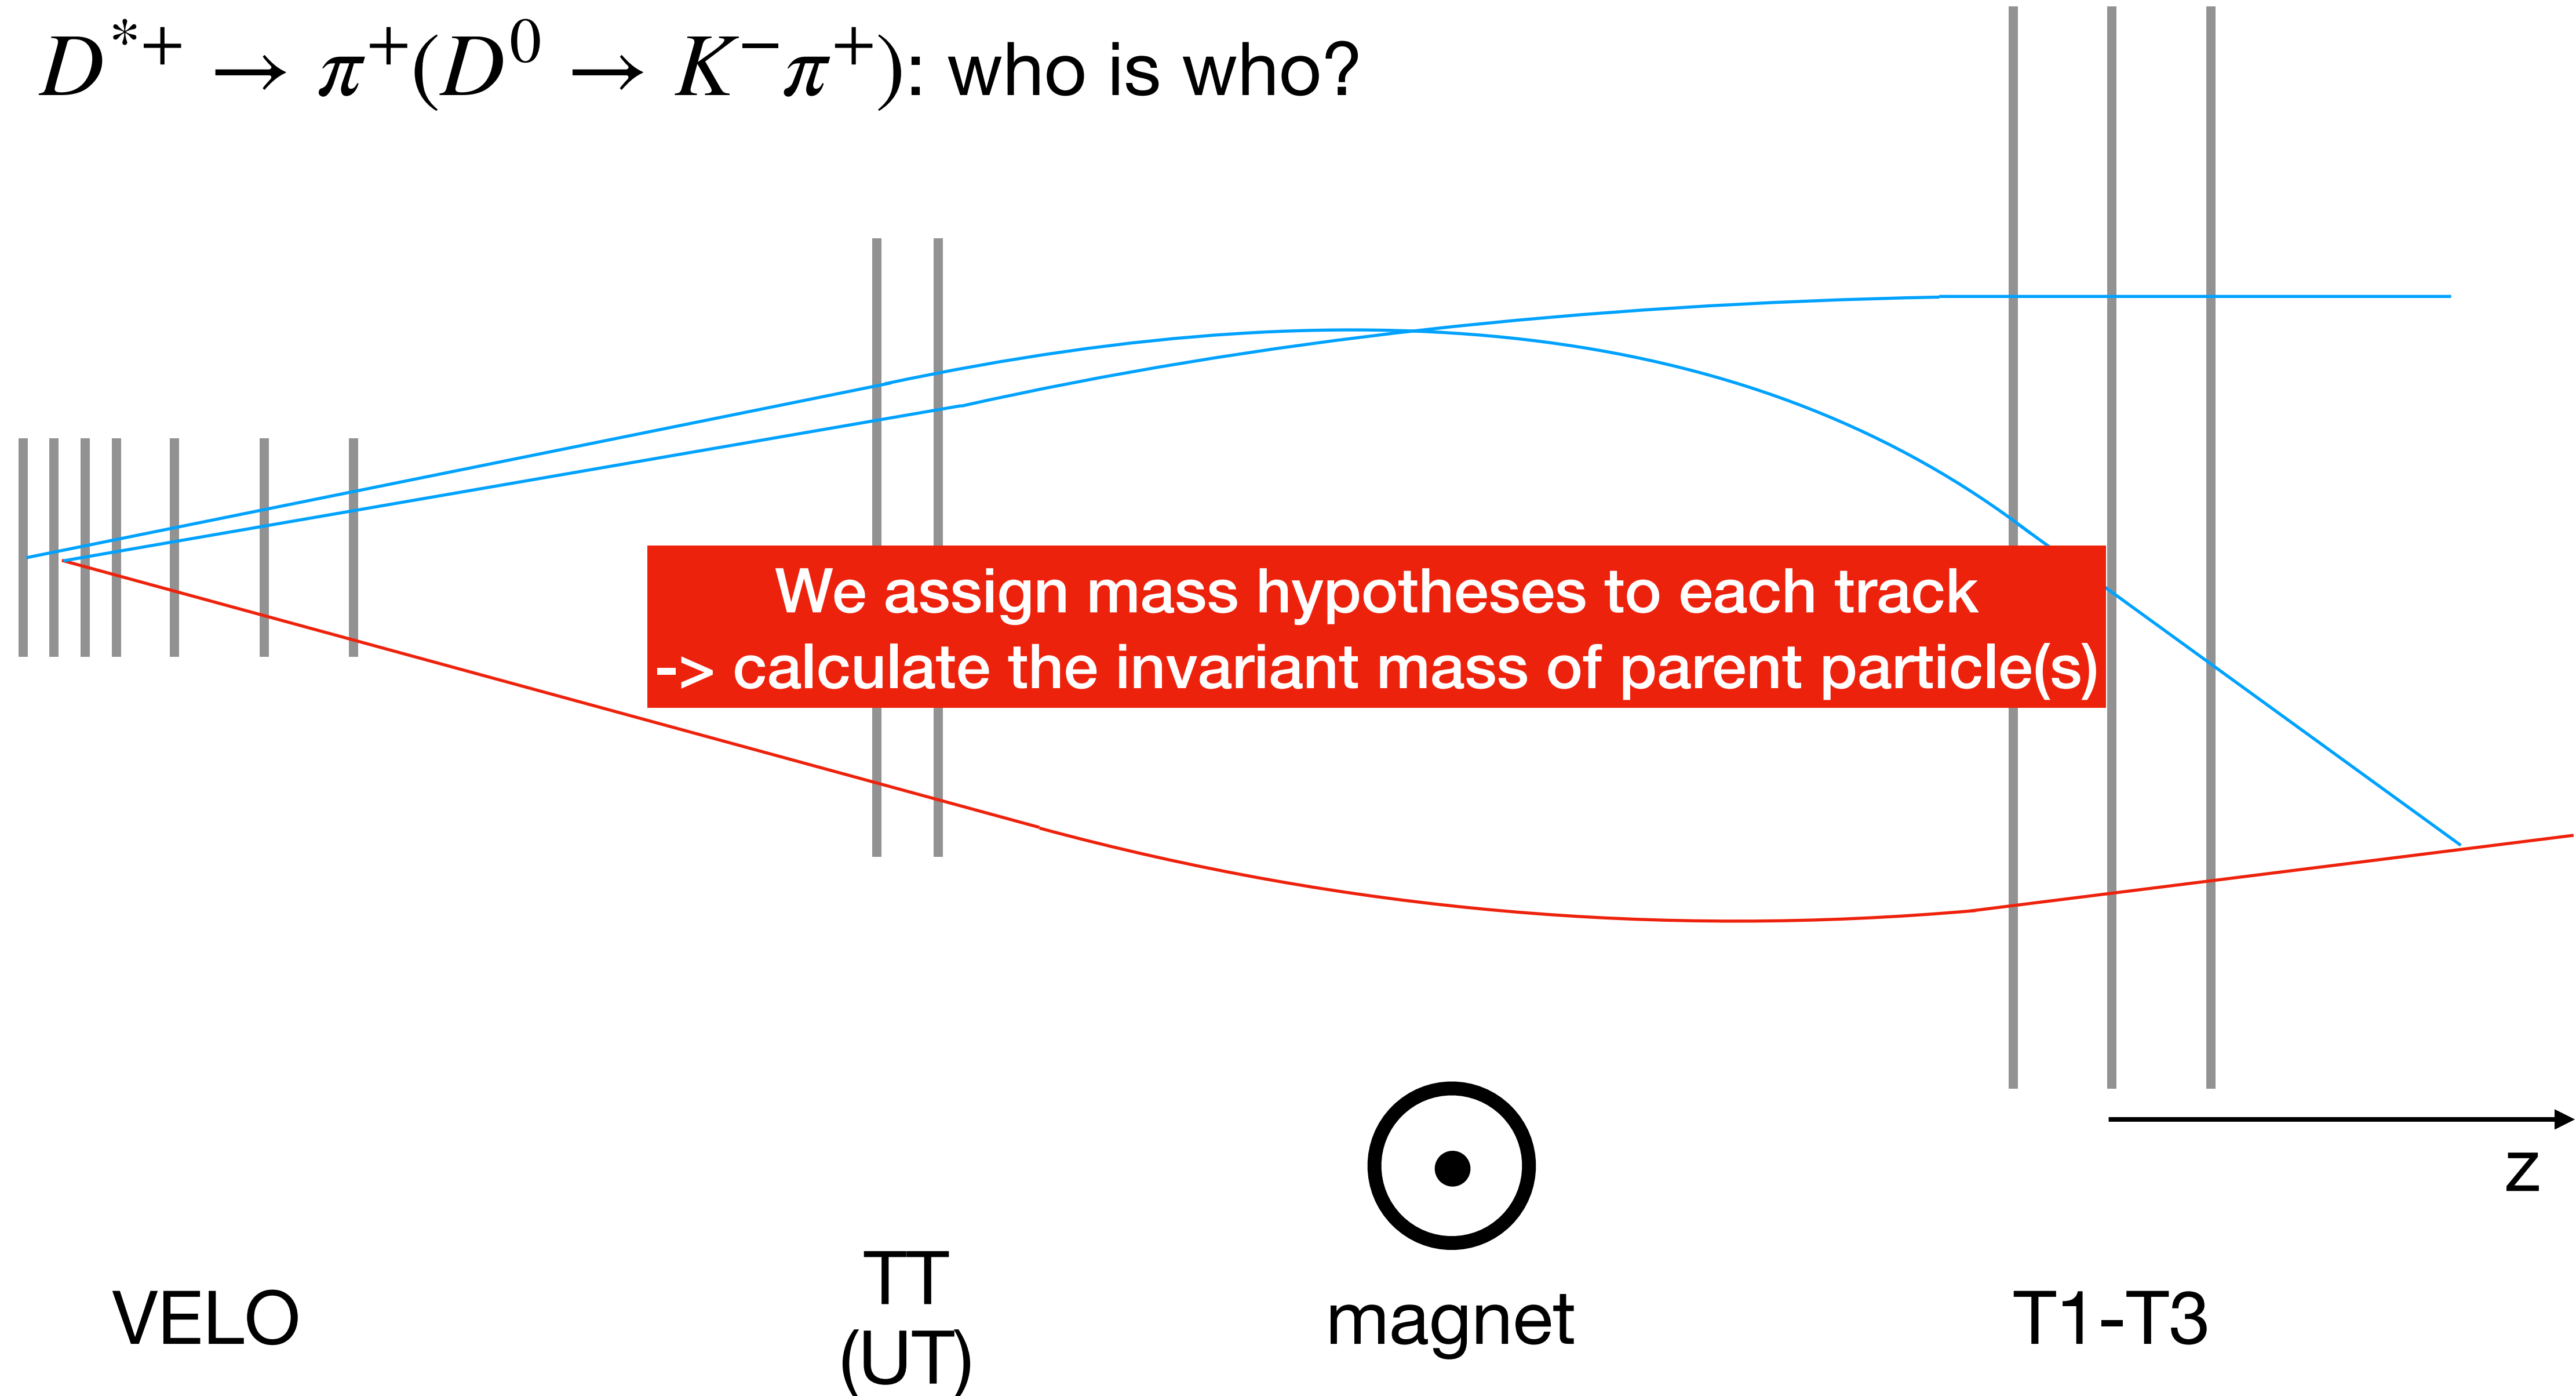 D*+ → π+(D0 → K−π+): who is who?
We assign mass hypotheses to each track
-> calculate the invariant mass of parent particle(s)
z
VELO
TT
(UT)
magnet
T1-T3